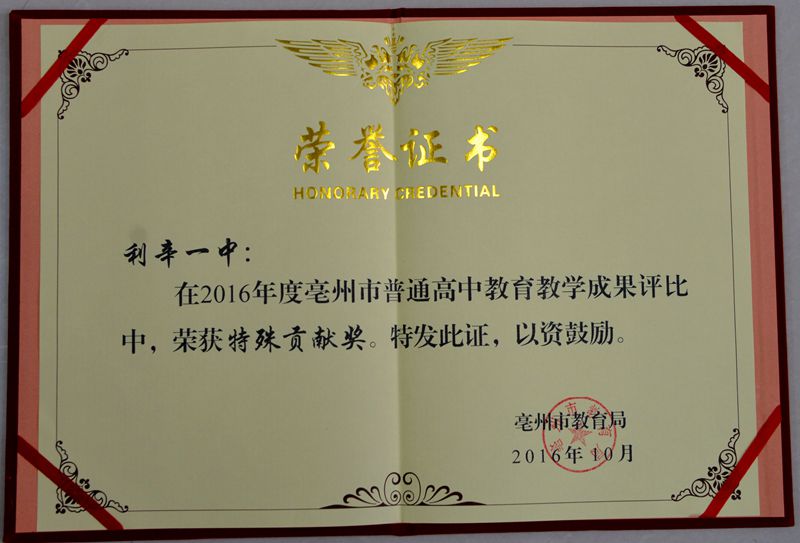 荣誉证书
HONORARY CREDENTIAL
利辛一中：
在2016年度亳州市普通高中教育教学成果评比
中，荣获特殊贡献奖。特发此证，以资鼓励。
亳州市教育局
2016年10月